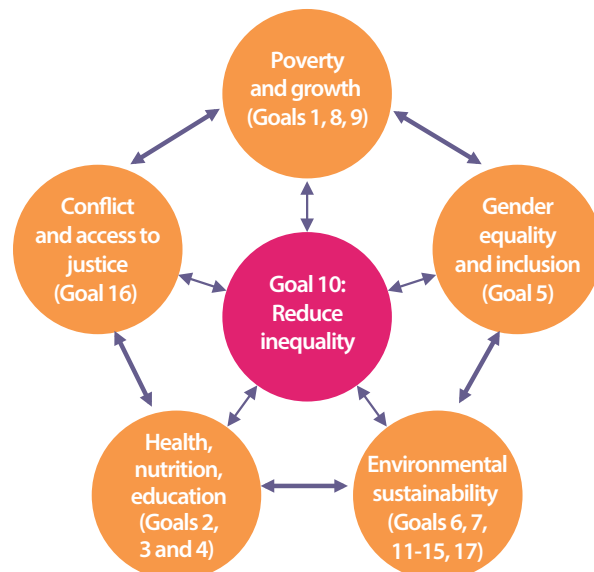 Poverty
and growth
(Goals 1, 8, 9)
Conflict
and access to
justice
(Goal 16)
Gender
equality
and inclusion
(Goal 5)
Goal 10:
Reduce
inequality
Health,
nutrition,
education
(Goals 2,
3 and 4)
Environmental
sustainability
(Goals 6, 7,
11-15, 17)